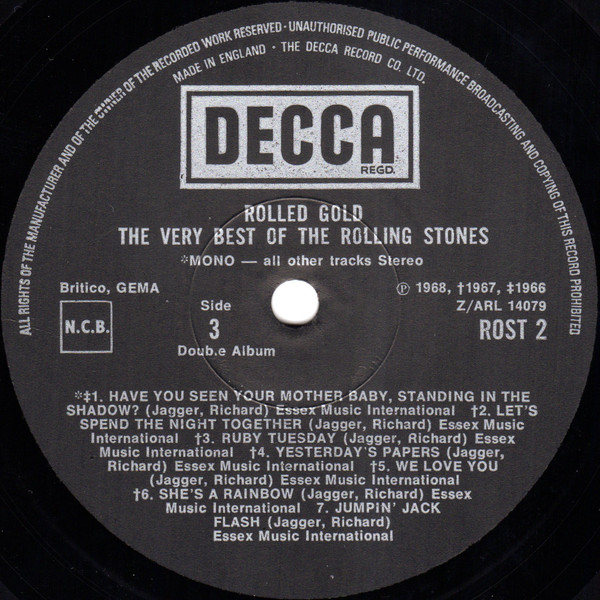 ALL RIGHTS OF THE MANUFACTURER AND OF THE OWNER OF THE RECORDED WORK RESERVED · UNAUTHORISED PUBLIC PERFORMANCE BROADCASTING AND COPYING OF THIS RECORD PROHIBITED
MADE IN ENGLAND · THE DECCA RECORD CO. LTD.
DECCA
REGD.
ROLLED GOLD
THE VERY BEST OF THE ROLLING STONES
*MONO — all other tracks Stereo
Britico, GEMA
℗ 1968, †1967, ‡1966
Side
Z/ARL 14079
N.C.B.
3
ROST 2
Doub.e Album
*‡1. HAVE YOU SEEN YOUR MOTHER BABY, STANDING IN THE
SHADOW? (Jagger, Richard) Essex Music International †2. LET'S
SPEND THE NIGHT TOGETHER (Jagger, Richard) Essex Music
International †3. RUBY TUESDAY (Jagger, Richard) Essex
Music International †4. YESTERDAY'S PAPERS (Jagger,
Richard) Essex Music International †5. WE LOVE YOU
(Jagger, Richard) Essex Music International
†6. SHE'S A RAINBOW (Jagger, Richard) Essex
Music International 7. JUMPIN' JACK
FLASH (Jagger, Richard)
Essex Music International